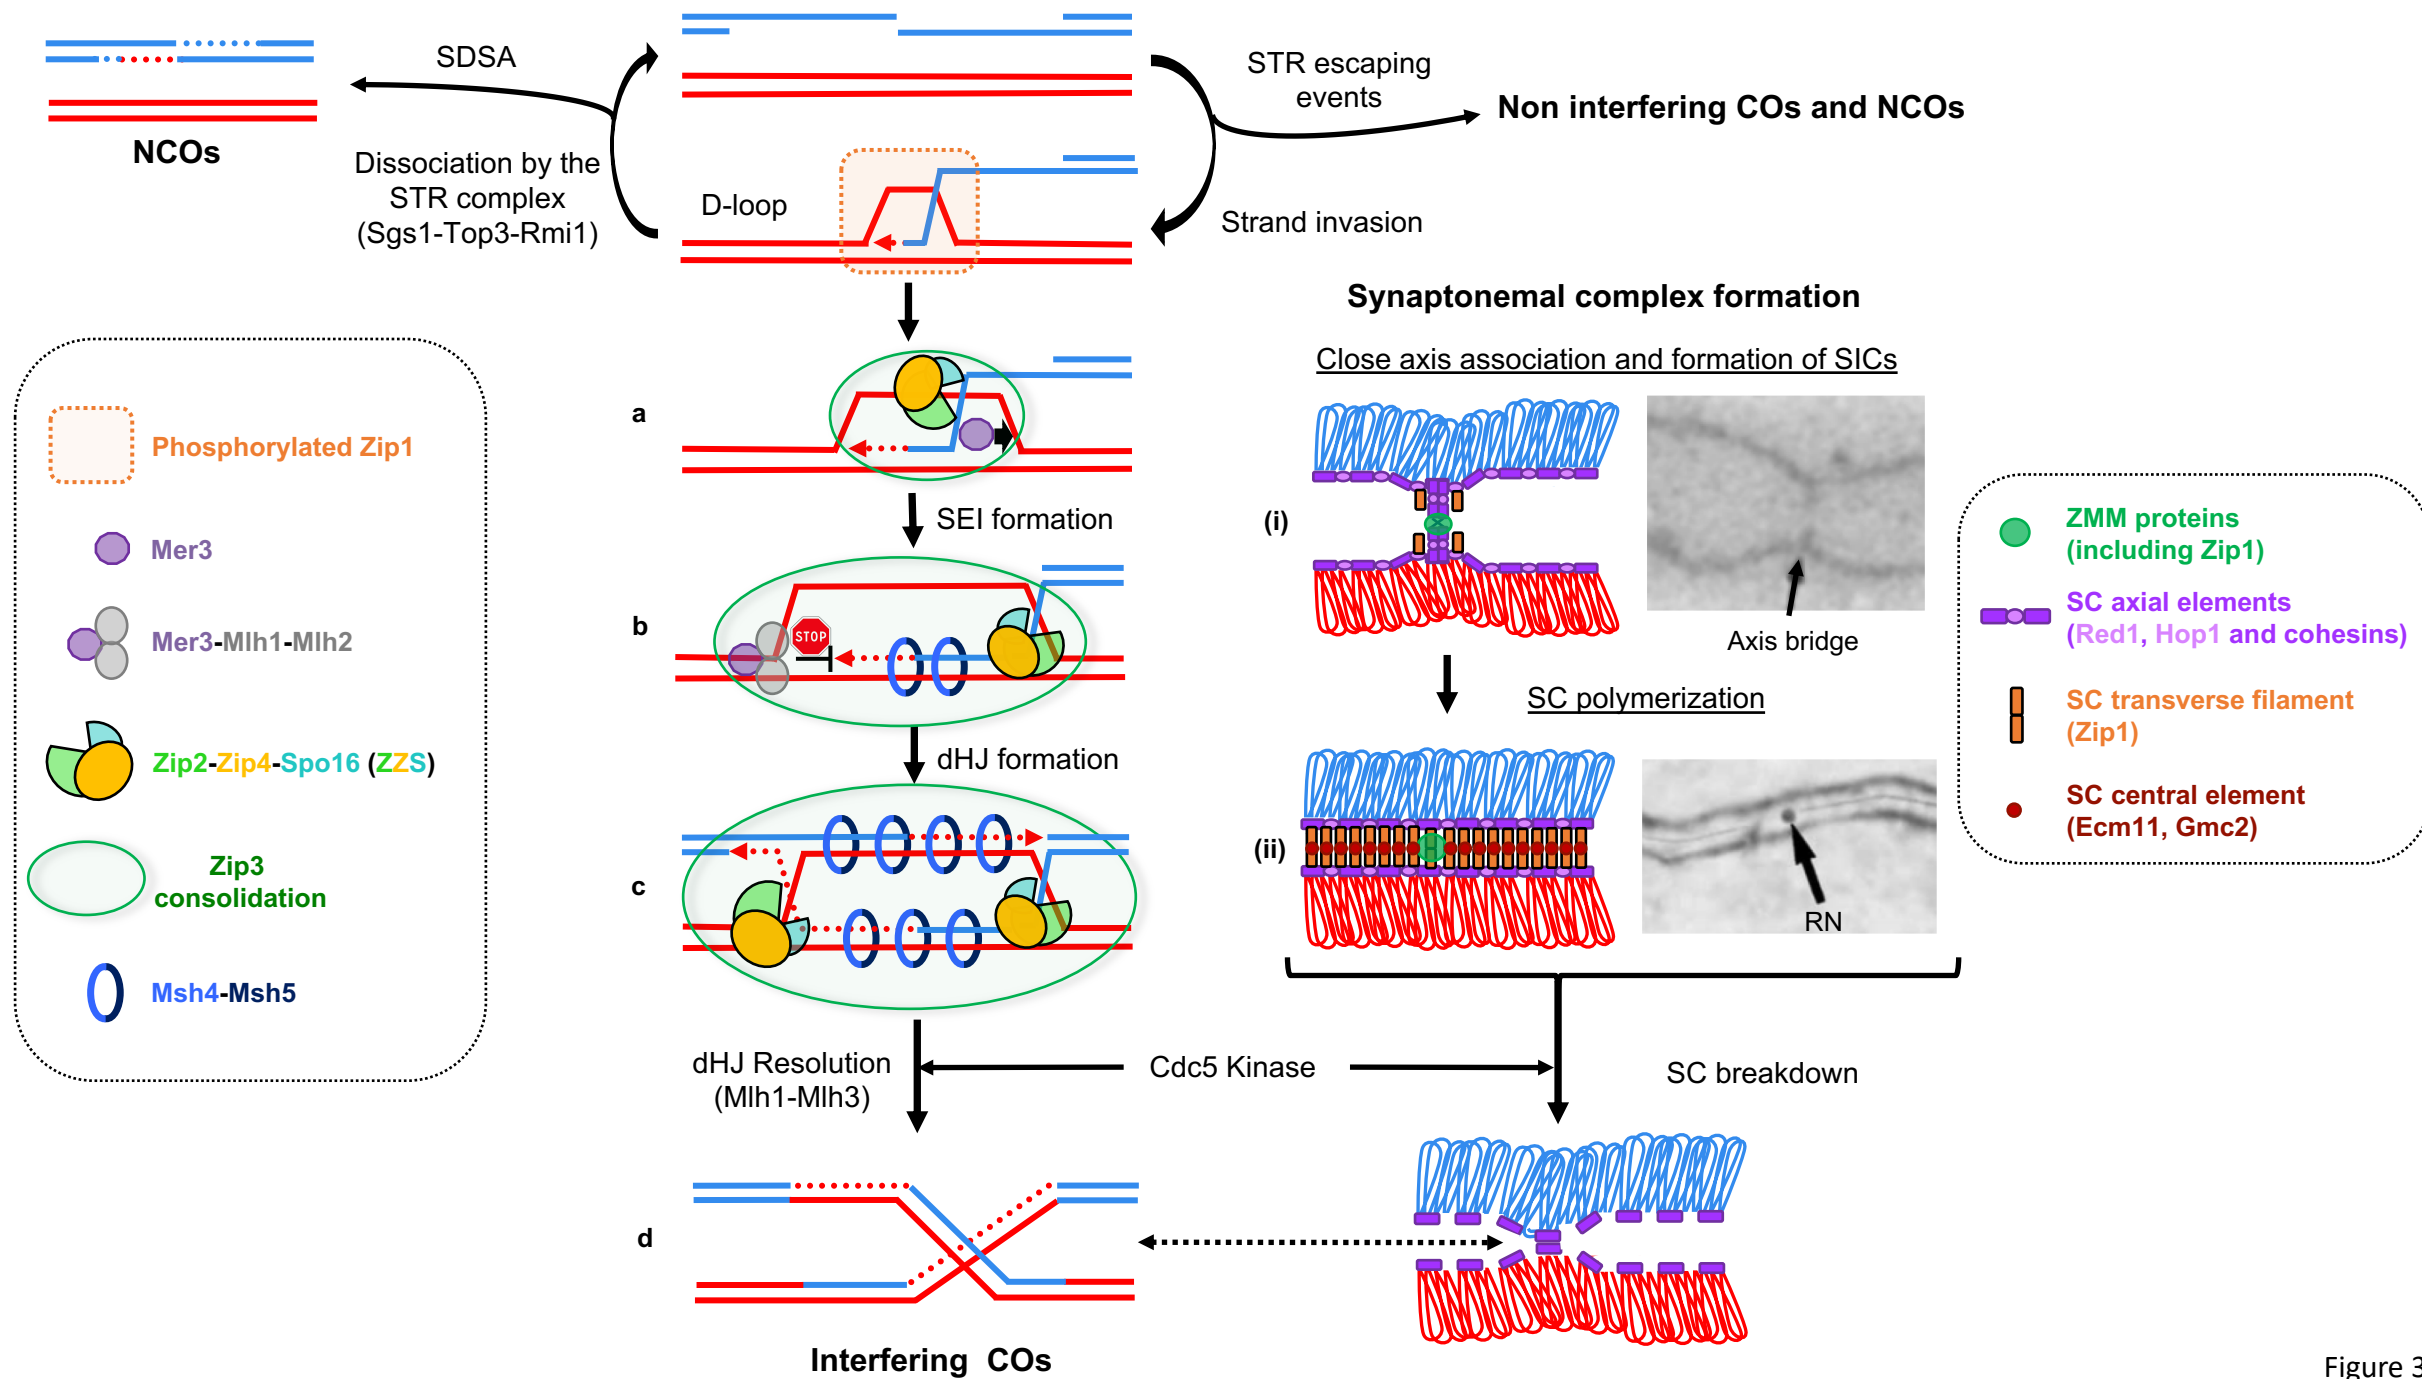 SDSA
NCOs
Dissociation by the
STR complex
(Sgs1-Top3-Rmi1)
D-loop
STR escaping
events
Non interfering COs and NCOs
Strand invasion
Phosphorylated Zip1
Mer3
Mer3-Mlh1-Mlh2
Zip2-Zip4-Spo16 (ZZS)
Zip3
consolidation
Msh4-Msh5
a
SEI formation
b
STOP
dHJ formation
c
dHJ Resolution
(Mlh1-Mlh3)
Cdc5 Kinase
d
Interfering COs
Synaptonemal complex formation
Close axis association and formation of SICs
(i)
Axis bridge
SC polymerization
(ii)
RN
SC breakdown
ZMM proteins
(including Zip1)
SC axial elements
(Red1, Hop1 and cohesins)
SC transverse filament
(Zip1)
SC central element
(Ecm11, Gmc2)
Figure 3